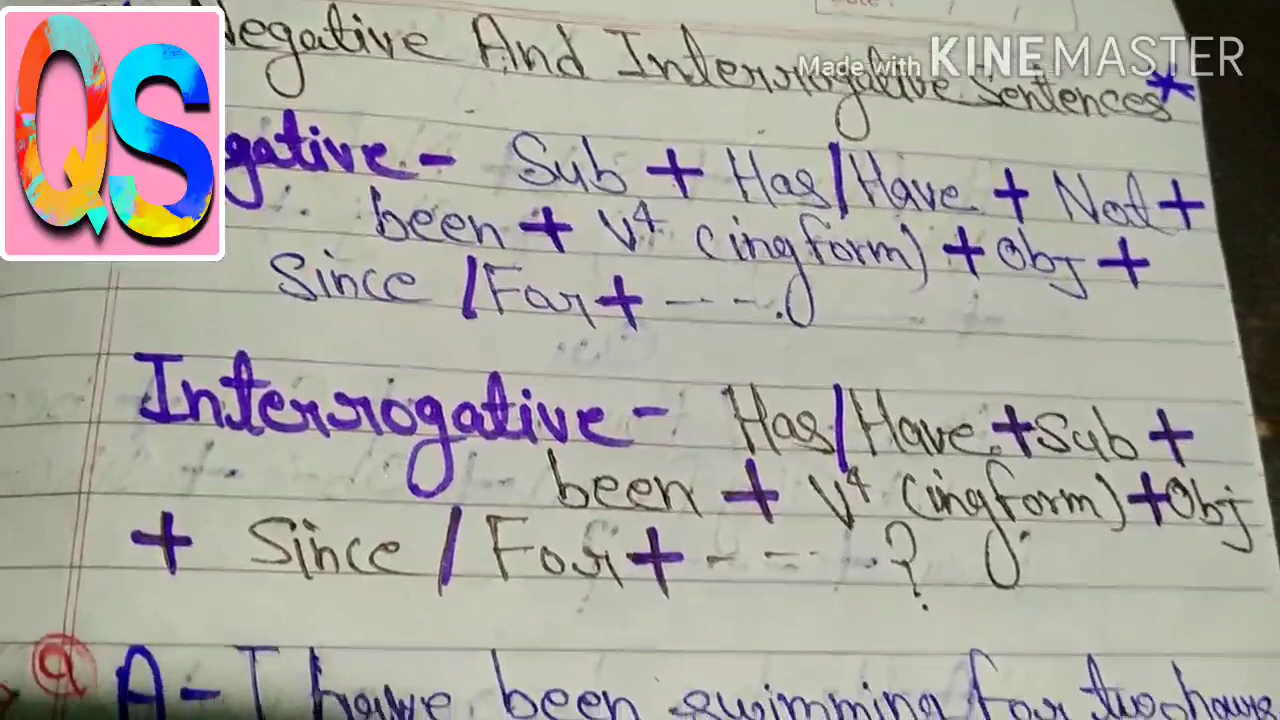 QS
Made with KINEMASTER
Negative And Interrogative Sentences*
gative - Sub + Has/Have + Not +
been + V⁴ (ing form) + Obj +
Since / For + - - - .
Interrogative - Has/Have + Sub +
been + V⁴ (ing form) + Obj
+ Since / For + - - - - ?
a A - I have been swimming for two hours